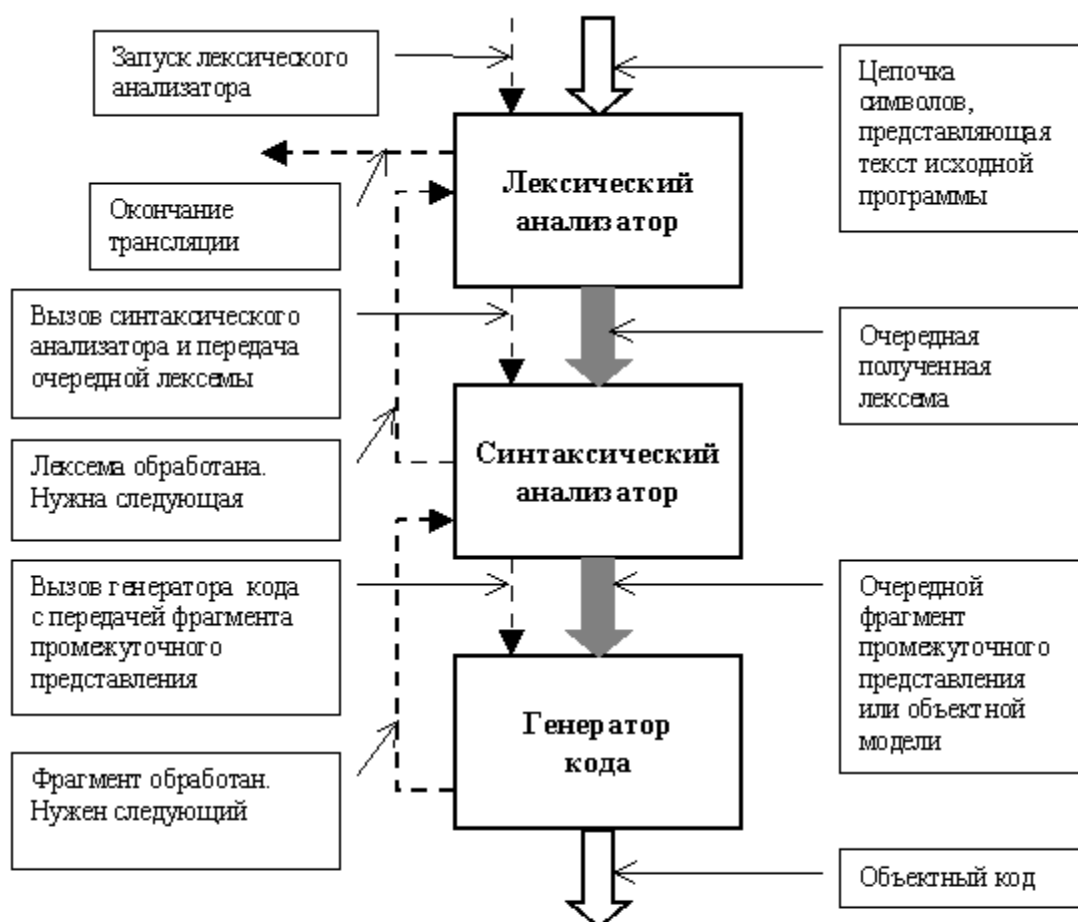 Запуск лексического
анализатора
Цепочка
символов,
представляющая
текст исходной
программы
Лексический
анализатор
Окончание
трансляции
Вызов синтаксического
анализатора и передача
очередной лексемы
Очередная
полученная
лексема
Лексема обработана.
Нужна следующая
Синтаксический
анализатор
Вызов генератора кода
с передачей фрагмента
промежуточного
представления
Очередной
фрагмент
промежуточного
представления
или объектной
модели
Генератор
кода
Фрагмент обработан.
Нужен следующий
Объектный код